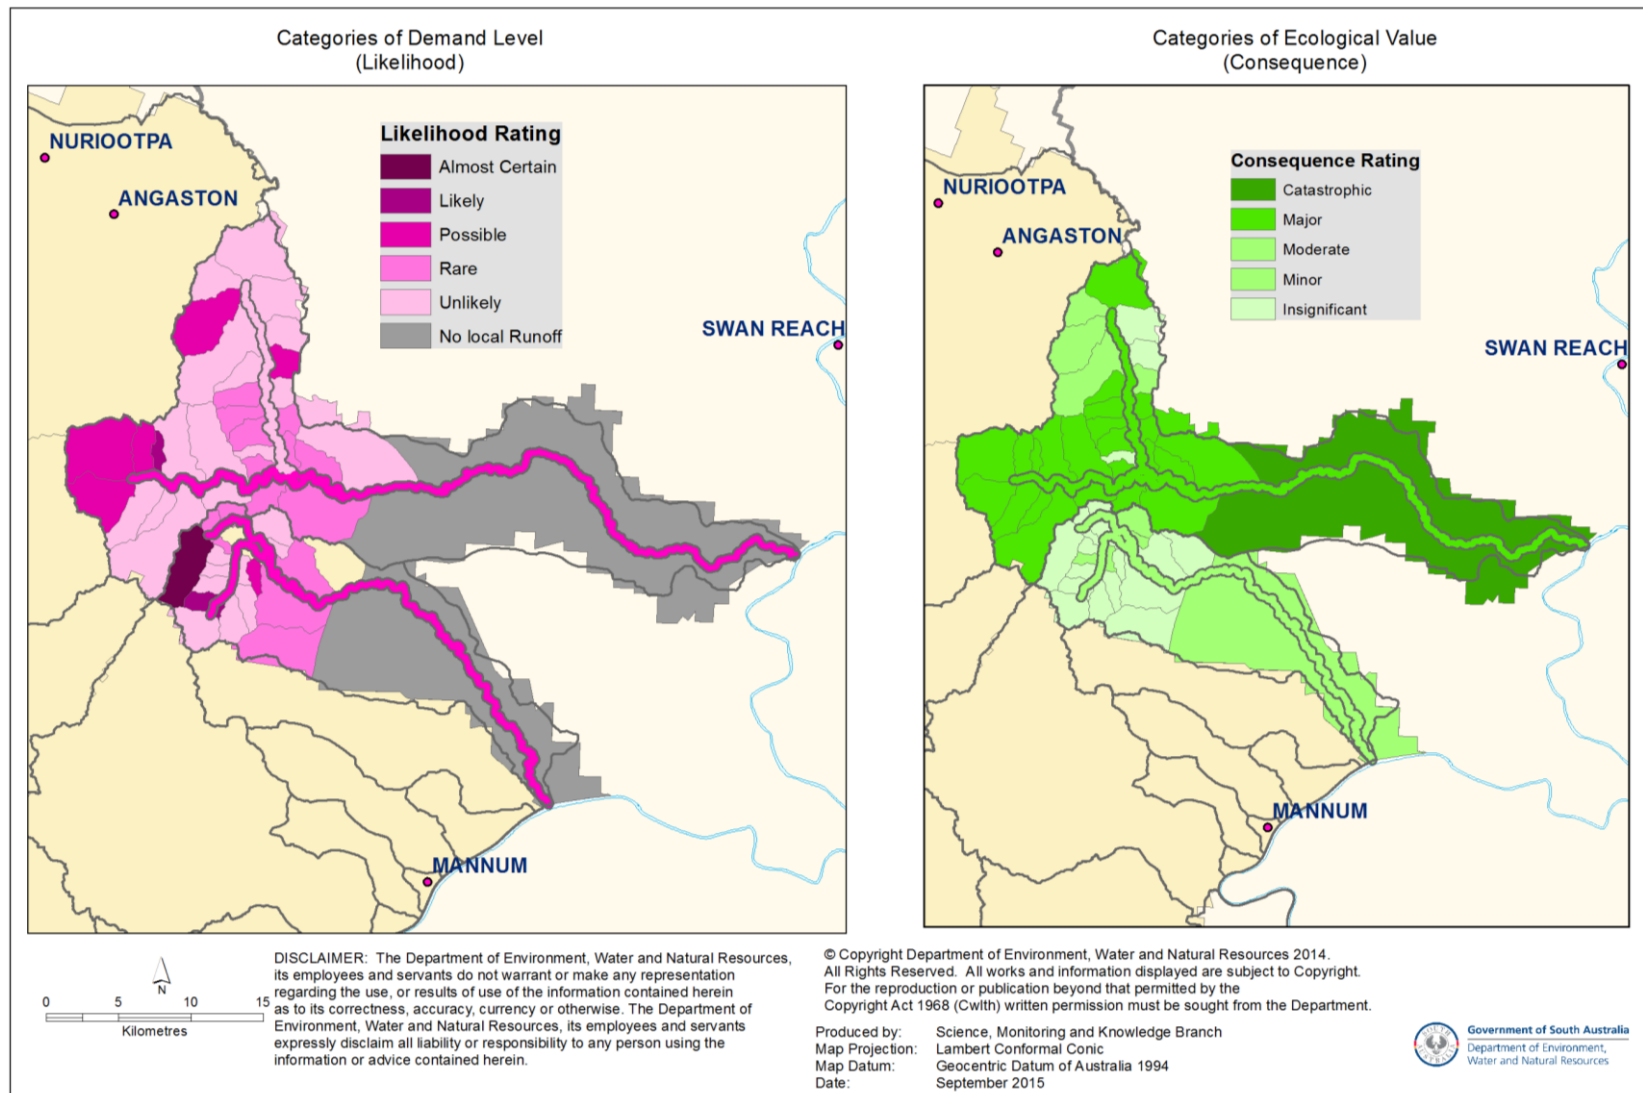 Categories of Demand Level
(Likelihood)
NURIOOTPA
ANGASTON
SWAN REACH
MANNUM
Likelihood Rating
Almost Certain
Likely
Possible
Rare
Unlikely
No local Runoff
Categories of Ecological Value
(Consequence)
NURIOOTPA
ANGASTON
SWAN REACH
MANNUM
Consequence Rating
Catastrophic
Major
Moderate
Minor
Insignificant
N
0 5 10 15
Kilometres
DISCLAIMER: The Department of Environment, Water and Natural Resources,
its employees and servants do not warrant or make any representation
regarding the use, or results of use of the information contained herein
as to its correctness, accuracy, currency or otherwise. The Department of
Environment, Water and Natural Resources, its employees and servants
expressly disclaim all liability or responsibility to any person using the
information or advice contained herein.
© Copyright Department of Environment, Water and Natural Resources 2014.
All Rights Reserved. All works and information displayed are subject to Copyright.
For the reproduction or publication beyond that permitted by the
Copyright Act 1968 (Cwlth) written permission must be sought from the Department.
Produced by: Science, Monitoring and Knowledge Branch
Map Projection: Lambert Conformal Conic
Map Datum: Geocentric Datum of Australia 1994
Date: September 2015
Government of South Australia
Department of Environment,
Water and Natural Resources